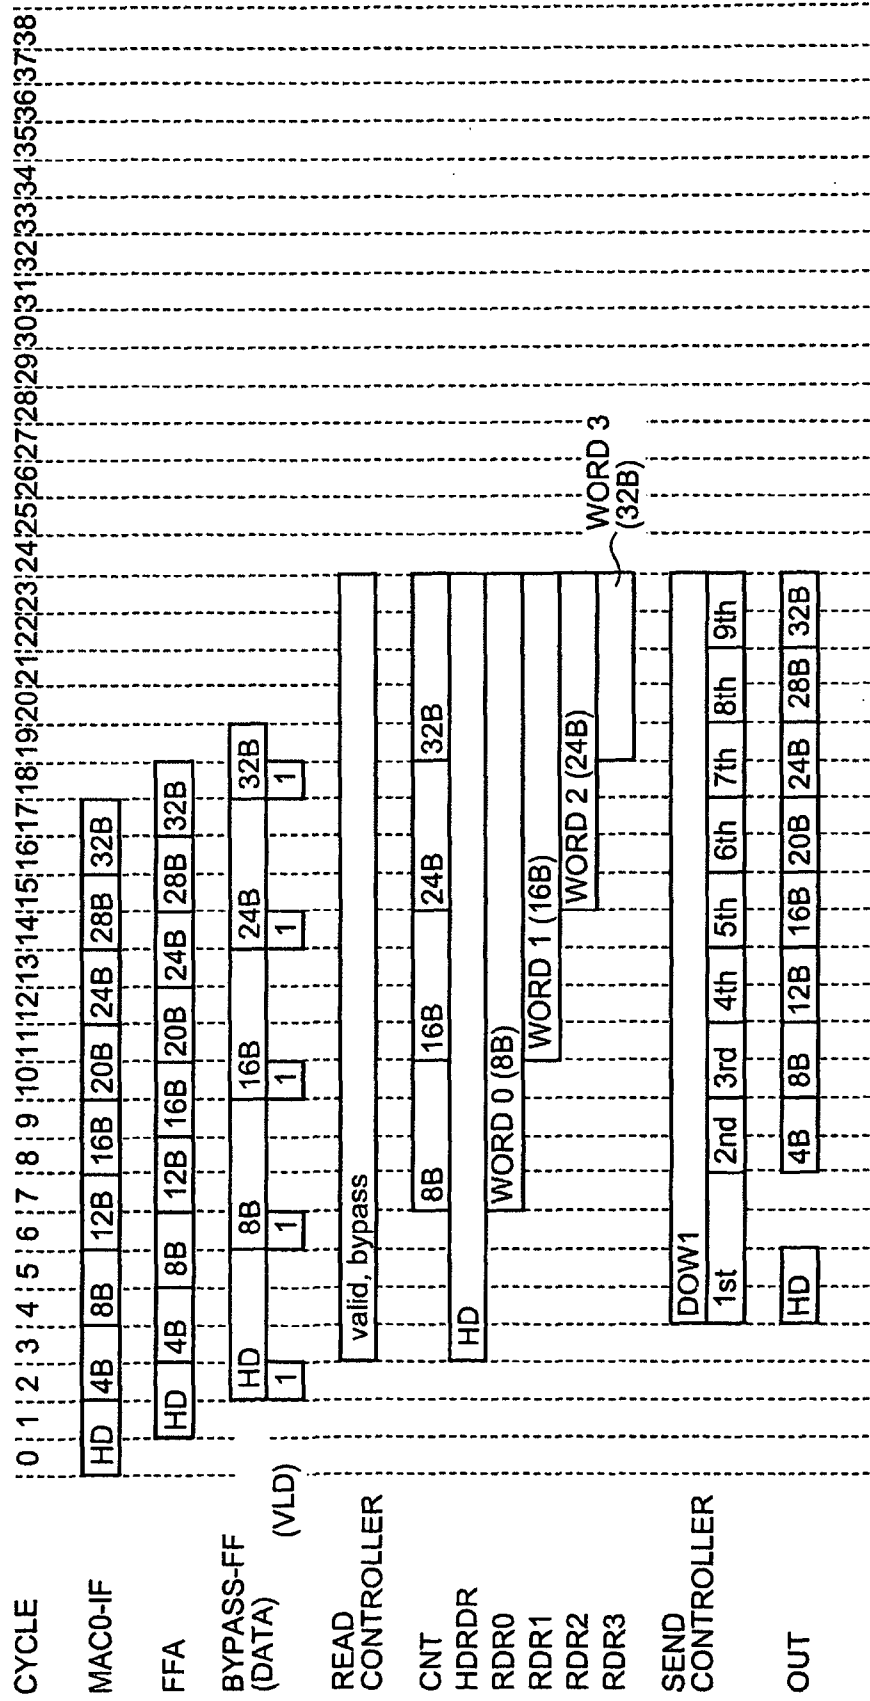 CYCLE 0 1 2 3 4 5 6 7 8 9 10 11 12 13 14 15 16 17 18 19 20 21 22 23 24 25 26 27 28 29 30 31 32 33 34 35 36 37 38
MAC0-IF HD 4B 8B 12B 16B 20B 24B 28B 32B
FFA HD 4B 8B 12B 16B 20B 24B 28B 32B
BYPASS-FF
(DATA) HD 8B 16B 24B 32B
(VLD) 1 1 1 1 1
READ
CONTROLLER valid, bypass
CNT 8B 16B 24B 32B
HDRDR HD
RDR0 WORD 0 (8B)
RDR1 WORD 1 (16B)
RDR2 WORD 2 (24B)
RDR3 WORD 3
(32B)
SEND
CONTROLLER DOW1
1st 2nd 3rd 4th 5th 6th 7th 8th 9th
OUT HD 4B 8B 12B 16B 20B 24B 28B 32B